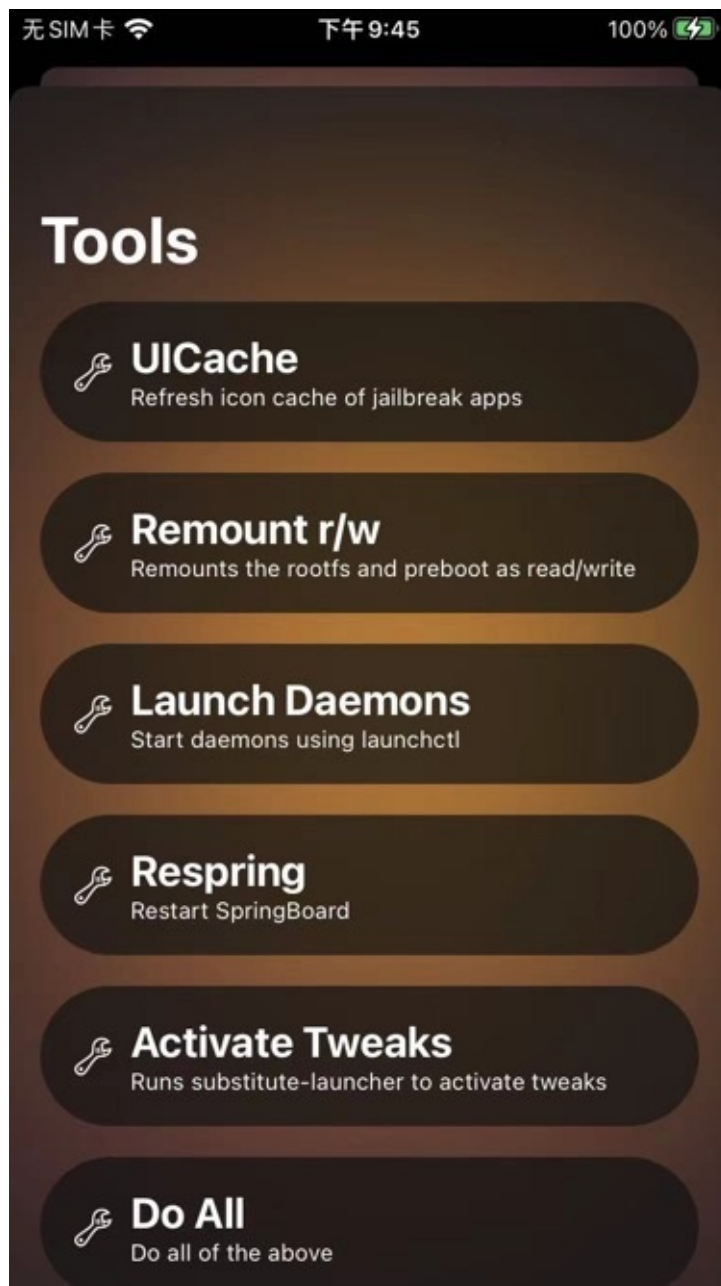 无SIM卡 下午9:45 100%
Tools
UICache
Refresh icon cache of jailbreak apps
Remount r/w
Remounts the rootfs and preboot as read/write
Launch Daemons
Start daemons using launchctl
Respring
Restart SpringBoard
Activate Tweaks
Runs substitute-launcher to activate tweaks
Do All
Do all of the above